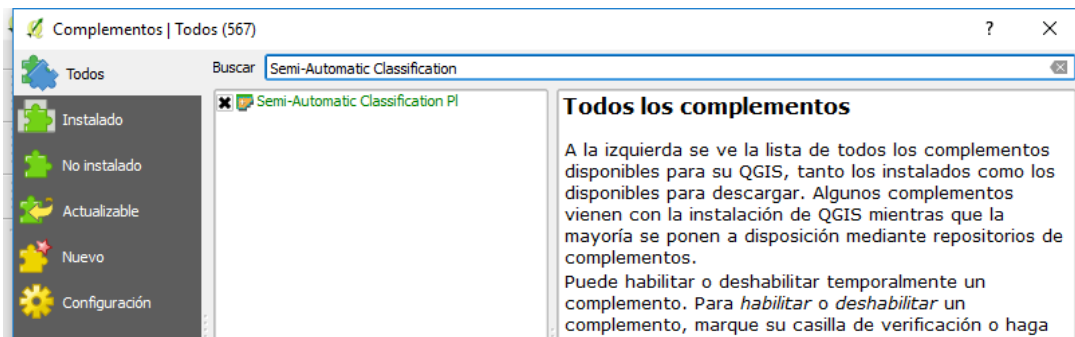 Complementos | Todos (567)
?
Todos
Instalado
No instalado
Actualizable
Nuevo
Configuración
Buscar
Semi-Automatic Classification
Semi-Automatic Classification Pl
Todos los complementos
A la izquierda se ve la lista de todos los complementos
disponibles para su QGIS, tanto los instalados como los
disponibles para descargar. Algunos complementos
vienen con la instalación de QGIS mientras que la
mayoría se ponen a disposición mediante repositorios de
complementos.
Puede habilitar o deshabilitar temporalmente un
complemento. Para habilitar o deshabilitar un
complemento, marque su casilla de verificación o haga